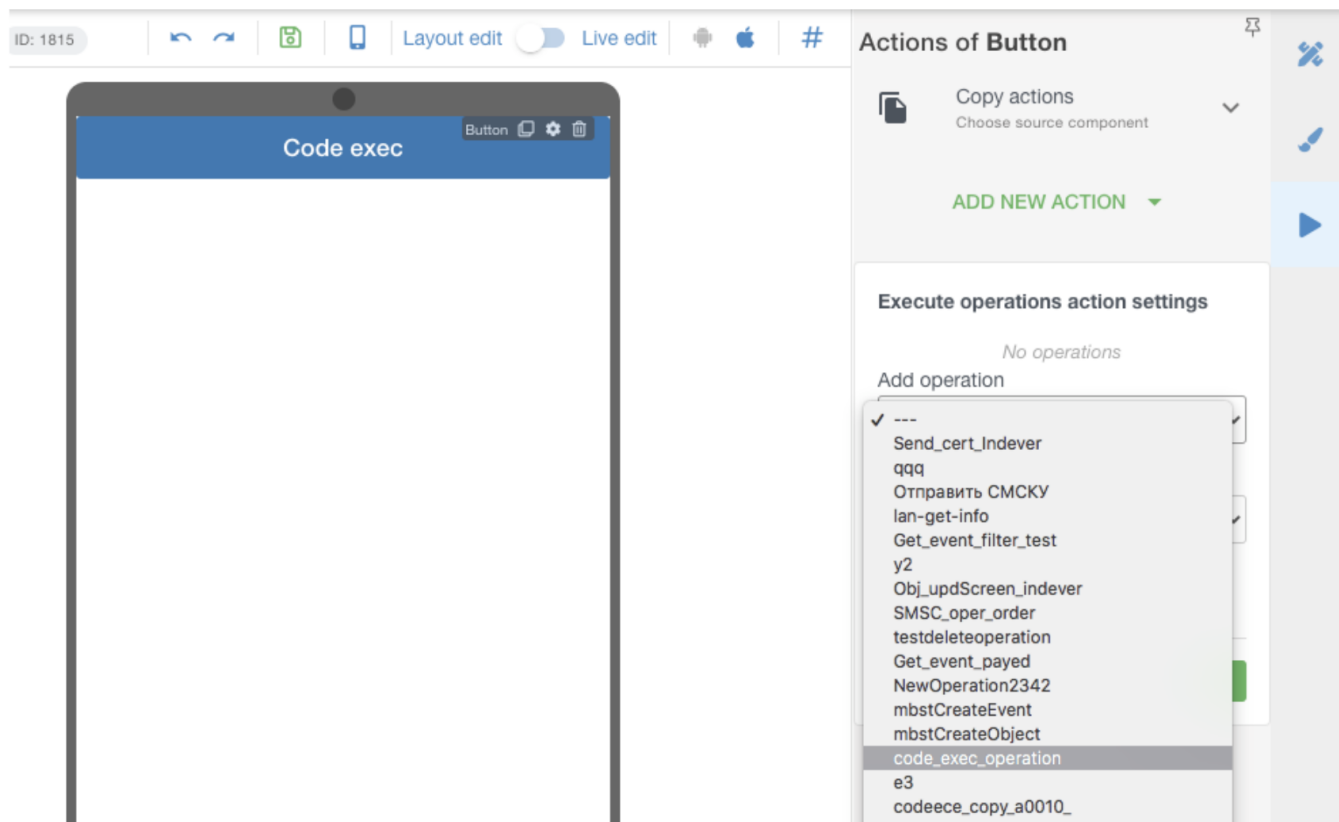 ID: 1815
Layout edit
Live edit
#
Actions of Button
Copy actions
Choose source component
Button
Code exec
ADD NEW ACTION
Execute operations action settings
No operations
Add operation
---
Send_cert_Indever
qqq
Отправить СМСКУ
lan-get-info
Get_event_filter_test
y2
Obj_updScreen_indever
SMSC_oper_order
testdeleteoperation
Get_event_payed
NewOperation2342
mbstCreateEvent
mbstCreateObject
code_exec_operation
e3
codeece_copy_a0010_